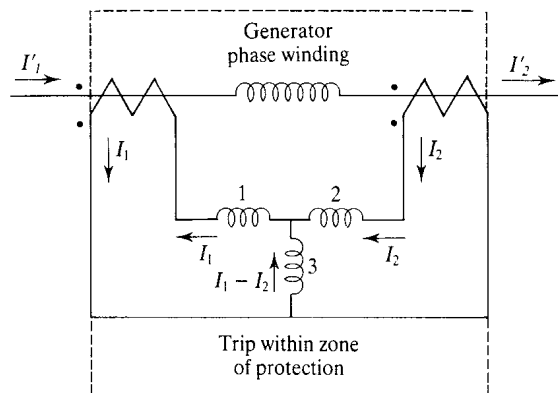 Generator
phase winding
I'₁
I'₂
I₁
I₂
1
2
I₁
I₂
I₁ − I₂
3
Trip within zone
of protection